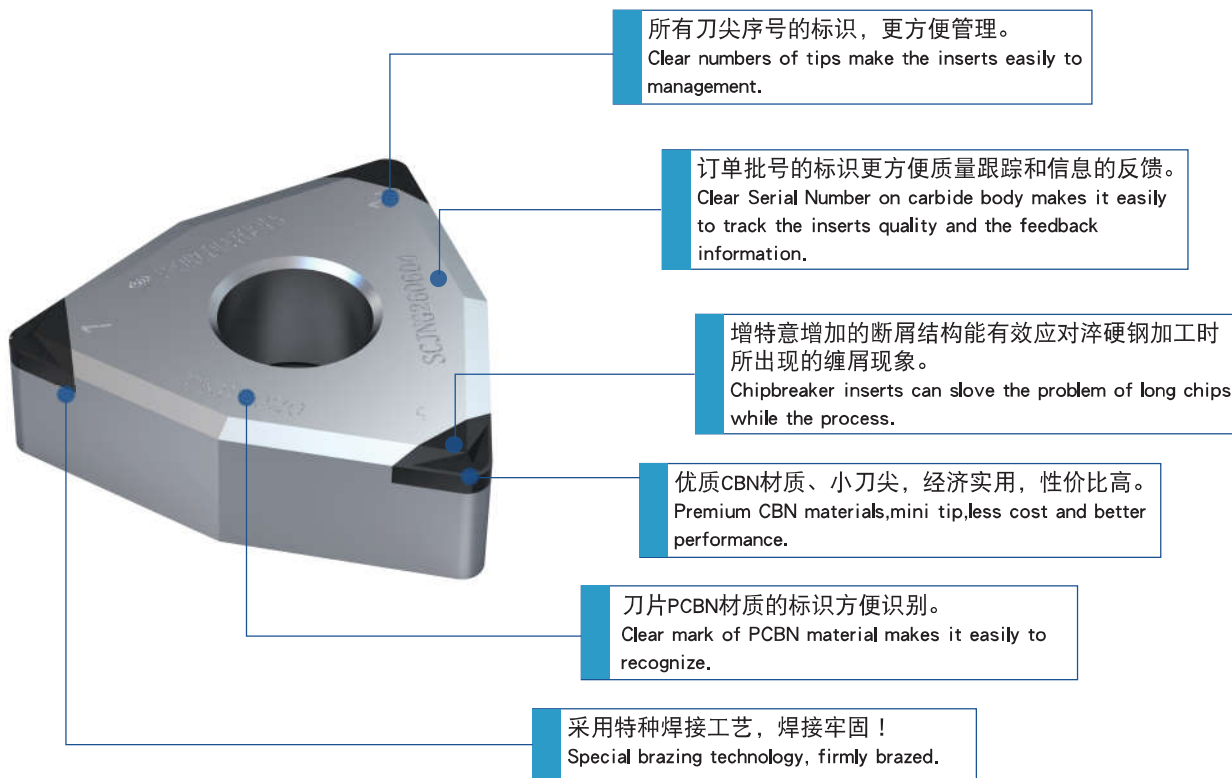 所有刀尖序号的标识，更方便管理。
Clear numbers of tips make the inserts easily to
management.
订单批号的标识更方便质量跟踪和信息的反馈。
Clear Serial Number on carbide body makes it easily
to track the inserts quality and the feedback
information.
增特意增加的断屑结构能有效应对淬硬钢加工时
所出现的缠屑现象。
Chipbreaker inserts can slove the problem of long chips
while the process.
优质CBN材质、小刀尖，经济实用，性价比高。
Premium CBN materials,mini tip,less cost and better
performance.
刀片PCBN材质的标识方便识别。
Clear mark of PCBN material makes it easily to
recognize.
采用特种焊接工艺，焊接牢固！
Special brazing technology, firmly brazed.